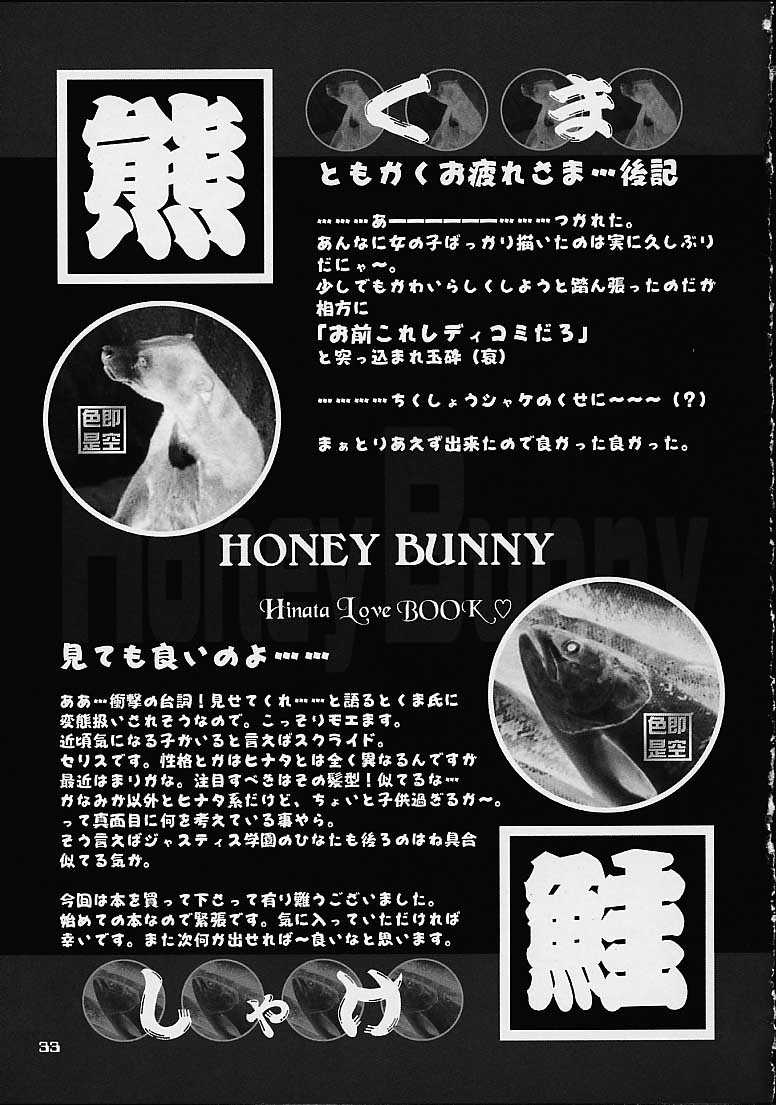 熊
くま
ともかくお疲れさま…後記
………あーーーーーーー………つかれた。
あんなに女の子ばっかり描いたのは実に久しぶり
だにゃ〜。
少しでもかわいらしくしようと踏ん張ったのだが
相方に
「お前これレディコミだろ」
と突っ込まれ玉砕（哀）
…………ちくしょうシャケのくせに〜〜〜（？）
まぁとりあえず出来たので良かった良かった。
色即
是空
Honey Bunny
HONEY BUNNY
Hinata Love BOOK♡
見ても良いのよ……
ああ…衝撃の台詞！見せてくれ……と語るとくま氏に
変態扱いされそうなので。こっそりモエます。
近頃気になる子がいると言えばスクライド。
セリスです。性格とかはヒナタとは全く異なるんですが
最近はまりかな。注目すべきはその髪型！似てるな…
かなみか以外とヒナタ系だけど、ちょいと子供過ぎるか〜。
って真面目に何を考えている事やら。
そう言えばジャスティス学園のひなたも後ろのはね具合
似てる気か。
今回は本を買って下さって有り難うございました。
始めての本なので緊張です。気に入っていただければ
幸いです。また次何か出せれば〜良いなと思います。
色即
是空
鮭
しゃけ
33